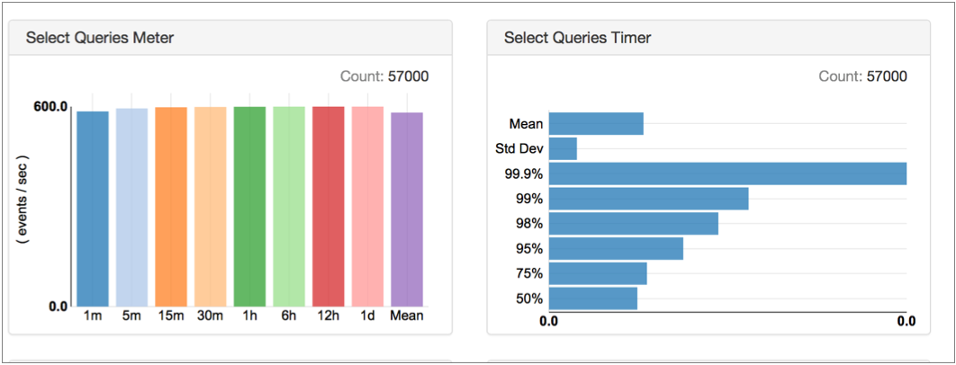 Select Queries Meter
Count: 57000
600.0
( events / sec )
0.0
1m 5m 15m 30m 1h 6h 12h 1d Mean
Select Queries Timer
Count: 57000
Mean
Std Dev
99.9%
99%
98%
95%
75%
50%
0.0 0.0